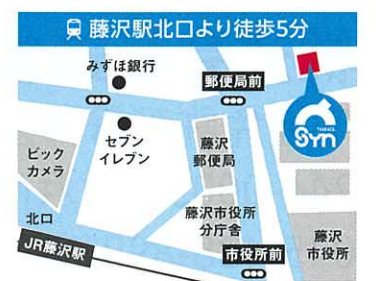 藤沢駅北口より徒歩5分
みずほ銀行
郵便局前
セブン
イレブン
藤沢
郵便局
Syn
ビック
カメラ
藤沢市役所
分庁舎
北口
JR藤沢駅
市役所前
藤沢
市役所